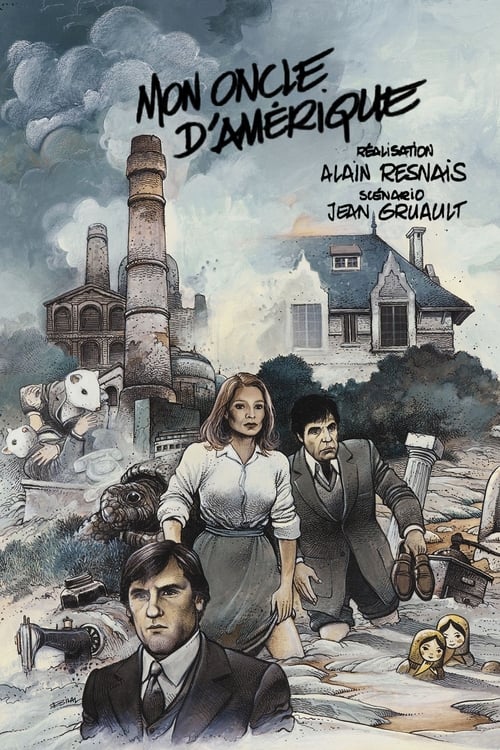 MON ONCLE
D'AMÉRIQUE
RÉALISATION
ALAIN RESNAIS
SCÉNARIO
JEAN GRUAULT